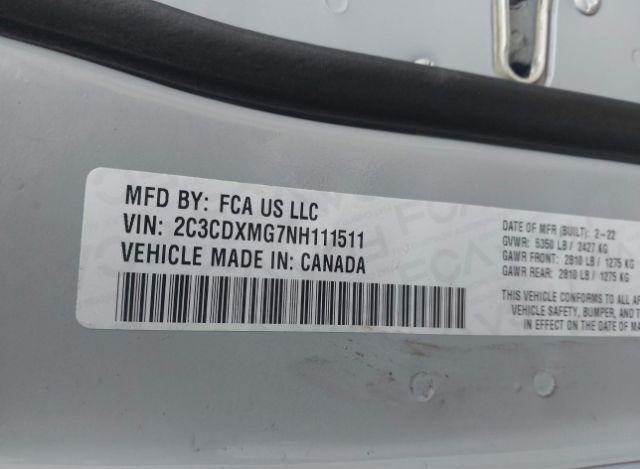 MFD BY: FCA US LLC
VIN: 2C3CDXMG7NH111511
VEHICLE MADE IN: CANADA
DATE OF MFR (BUILT): 2-22
GVWR: 5350 LB / 2427 KG
GAWR FRONT: 2810 LB / 1275 KG
GAWR REAR: 2810 LB / 1275 KG
THIS VEHICLE CONFORMS TO ALL AP
VEHICLE SAFETY, BUMPER, AND T
IN EFFECT ON THE DATE OF MA